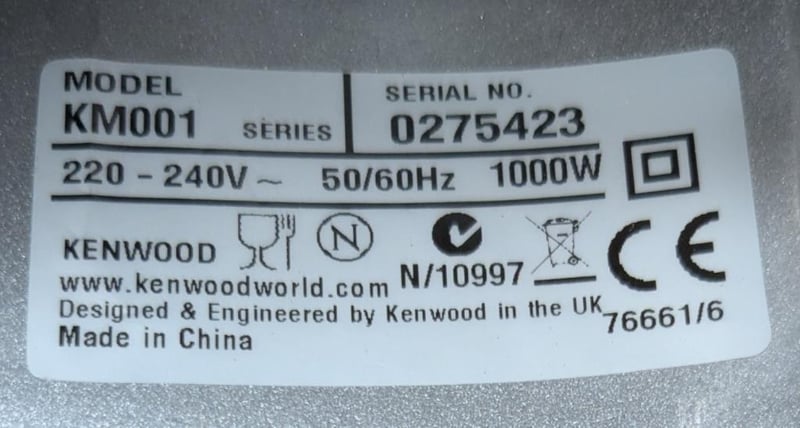 MODEL
KM001 SERIES
SERIAL NO.
0275423
220 - 240V ~ 50/60Hz 1000W
KENWOOD
N
www.kenwoodworld.com
N/10997
CE
Designed & Engineered by Kenwood in the UK
76661/6
Made in China